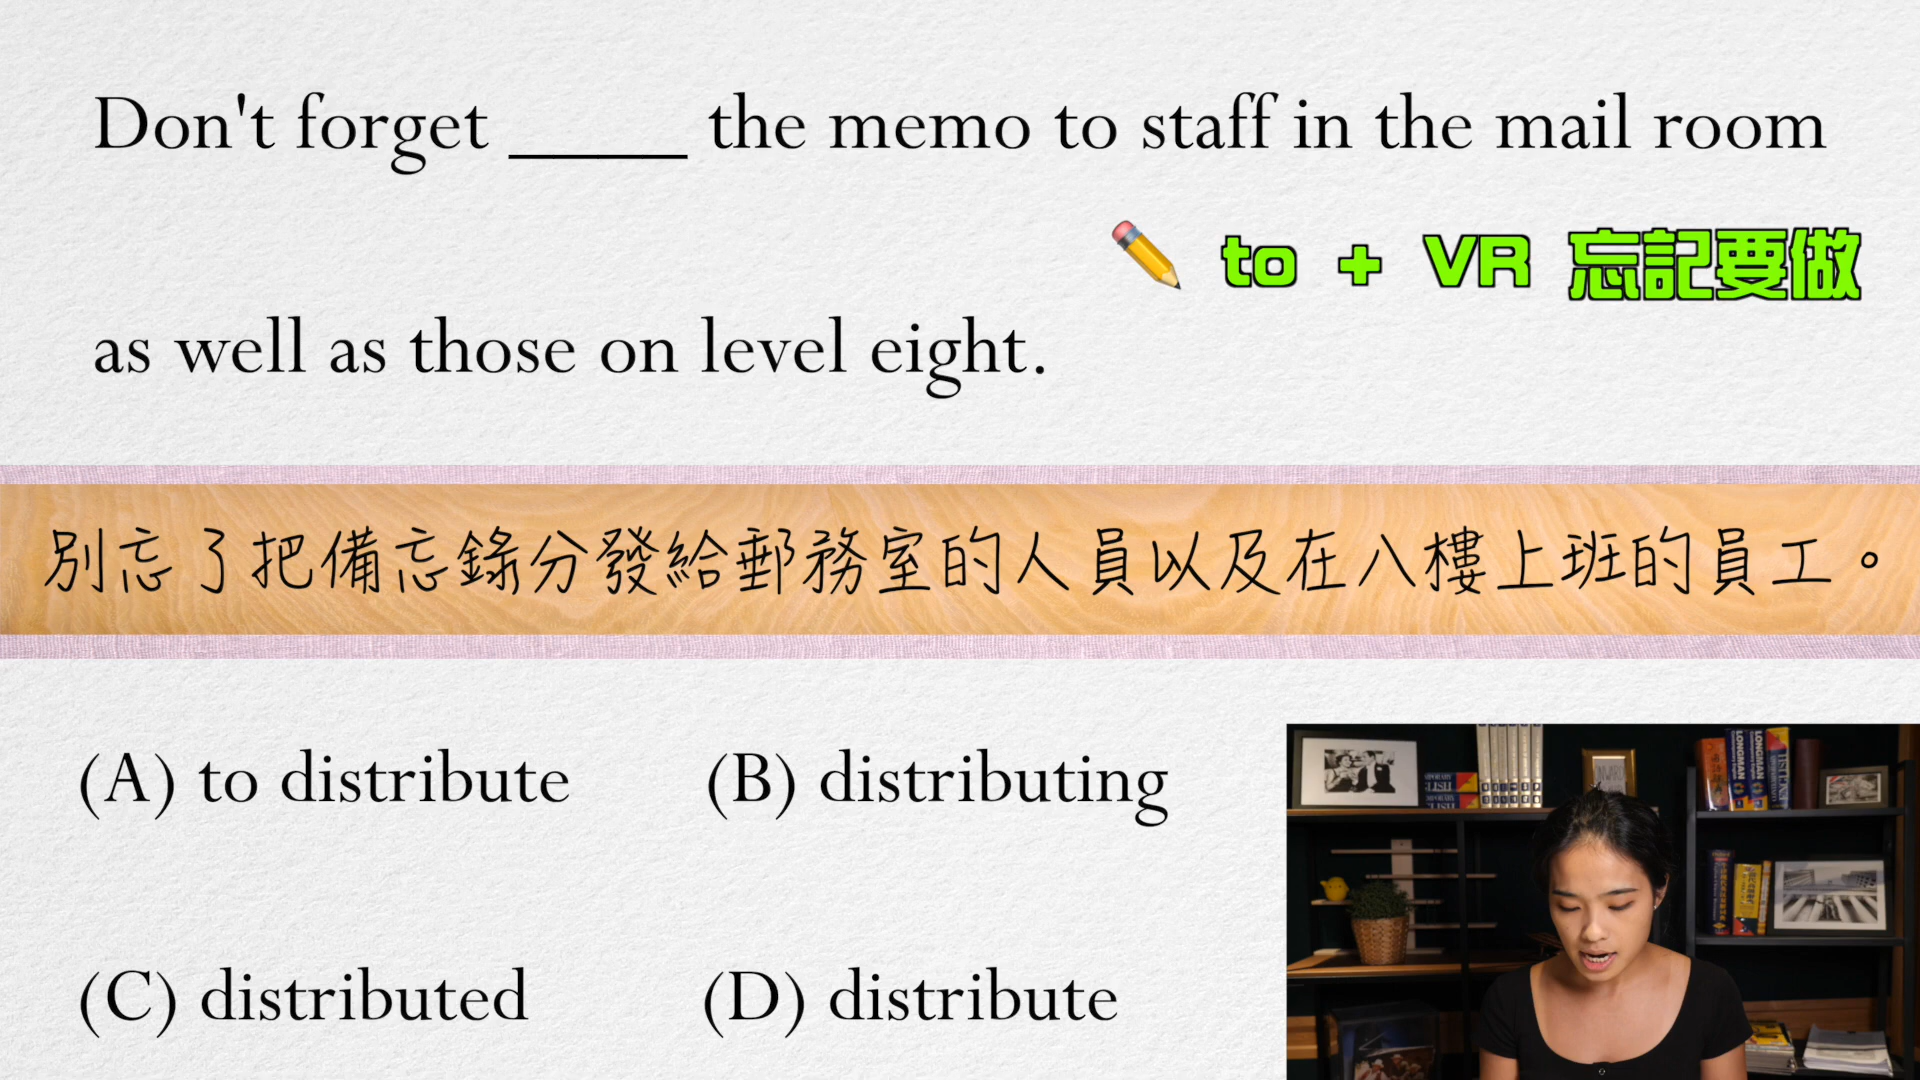 Don't forget _____ the memo to staff in the mail room
to + VR 忘記要做
as well as those on level eight.
別忘了把備忘錄分發給郵務室的人員以及在八樓上班的員工。
(A) to distribute
(B) distributing
(C) distributed
(D) distribute
LONGMAN
LONGMAN